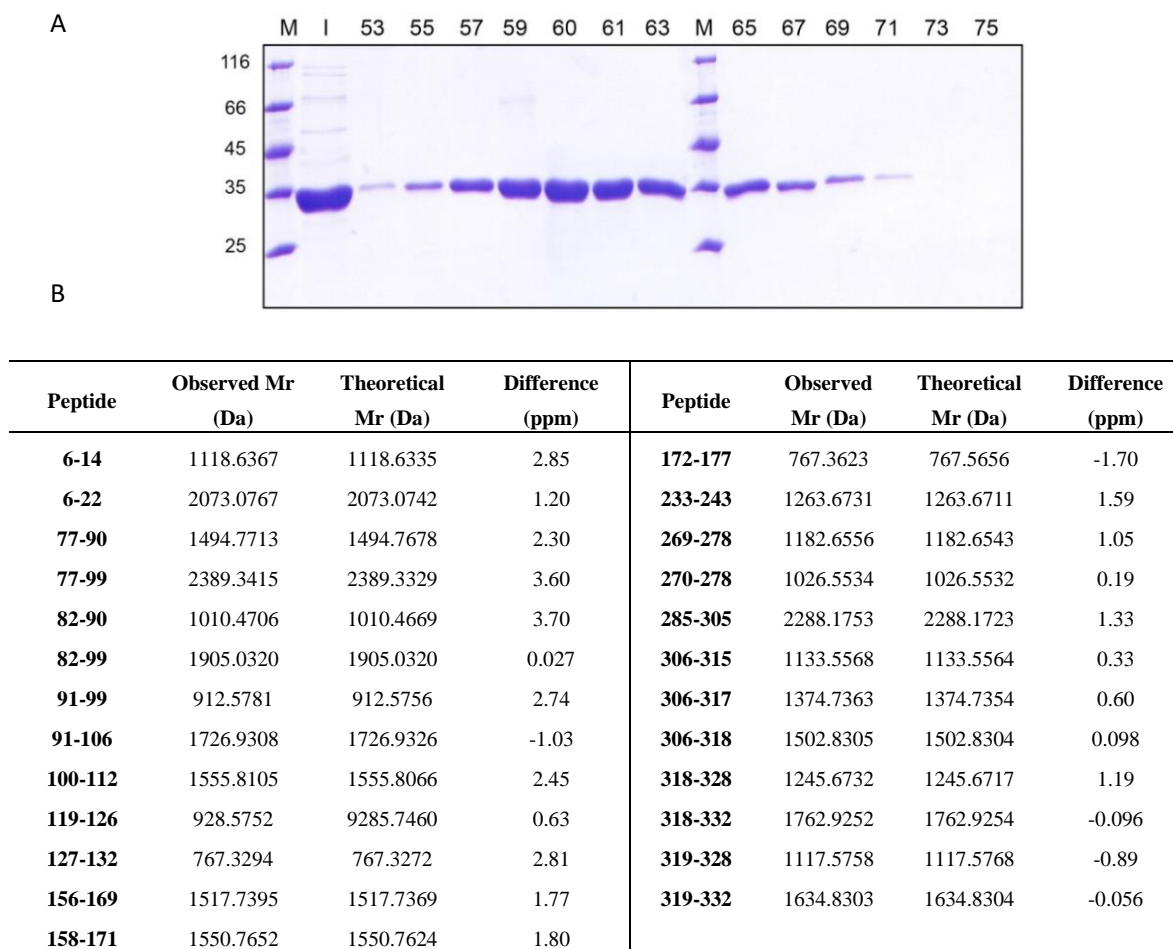 A
M I 53 55 57 59 60 61 63 M 65 67 69 71 73 75
116
66
45
35
25
B
Peptide Observed Mr (Da) Theoretical Mr (Da) Difference (ppm) Peptide Observed Mr (Da) Theoretical Mr (Da) Difference (ppm)
6-14 1118.6367 1118.6335 2.85 172-177 767.3623 767.5656 -1.70
6-22 2073.0767 2073.0742 1.20 233-243 1263.6731 1263.6711 1.59
77-90 1494.7713 1494.7678 2.30 269-278 1182.6556 1182.6543 1.05
77-99 2389.3415 2389.3329 3.60 270-278 1026.5534 1026.5532 0.19
82-90 1010.4706 1010.4669 3.70 285-305 2288.1753 2288.1723 1.33
82-99 1905.0320 1905.0320 0.027 306-315 1133.5568 1133.5564 0.33
91-99 912.5781 912.5756 2.74 306-317 1374.7363 1374.7354 0.60
91-106 1726.9308 1726.9326 -1.03 306-318 1502.8305 1502.8304 0.098
100-112 1555.8105 1555.8066 2.45 318-328 1245.6732 1245.6717 1.19
119-126 928.5752 9285.7460 0.63 318-332 1762.9252 1762.9254 -0.096
127-132 767.3294 767.3272 2.81 319-328 1117.5758 1117.5768 -0.89
156-169 1517.7395 1517.7369 1.77 319-332 1634.8303 1634.8304 -0.056
158-171 1550.7652 1550.7624 1.80